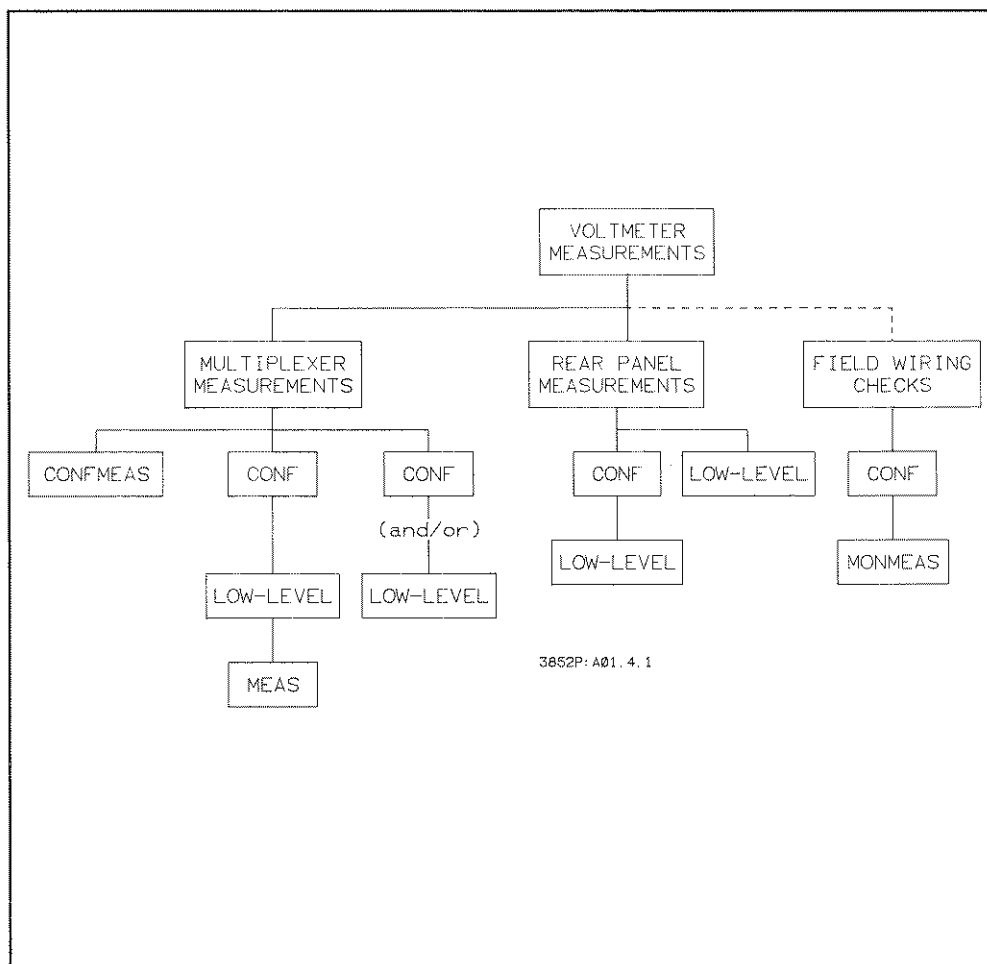 VOLTMETER
MEASUREMENTS
MULTIPLEXER
MEASUREMENTS
REAR PANEL
MEASUREMENTS
FIELD WIRING
CHECKS
CONFMEAS
CONF
CONF
CONF
LOW-LEVEL
CONF
(and/or)
LOW-LEVEL
MONMEAS
LOW-LEVEL
LOW-LEVEL
MEAS
3852P:A01.4.1